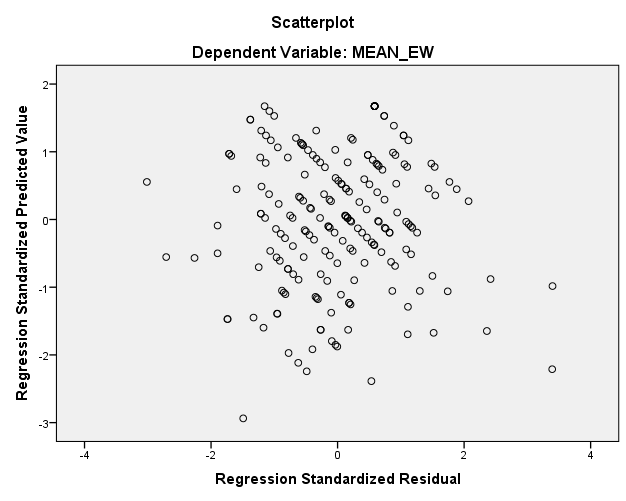 Scatterplot
Dependent Variable: MEAN_EW
Regression Standardized Predicted Value
2
1
0
-1
-2
-3
-4
-2
0
2
4
Regression Standardized Residual